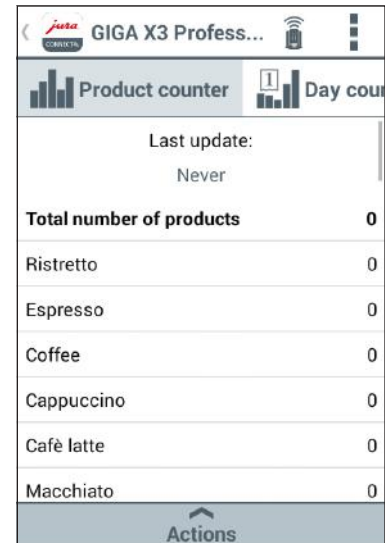 jura
CONNECT
GIGA X3 Profess...
Product counter
1
Day cou
Last update:
Never
Total number of products 0
Ristretto 0
Espresso 0
Coffee 0
Cappuccino 0
Cafè latte 0
Macchiato 0
Actions